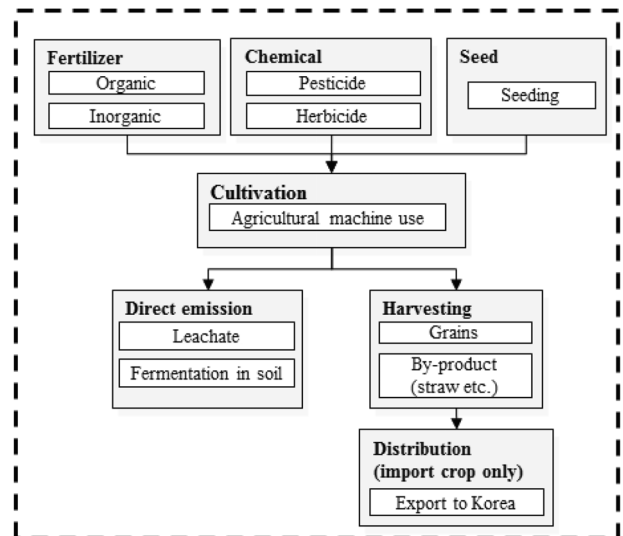 Fertilizer
Organic
Inorganic
Chemical
Pesticide
Herbicide
Seed
Seeding
Cultivation
Agricultural machine use
Direct emission
Leachate
Fermentation in soil
Harvesting
Grains
By-product
(straw etc.)
Distribution
(import crop only)
Export to Korea